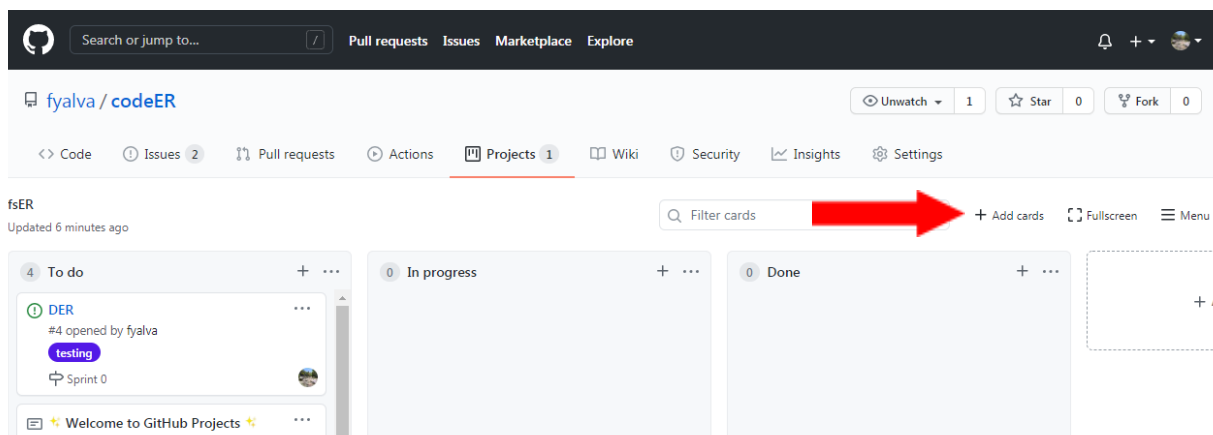 Search or jump to... /
Pull requests Issues Marketplace Explore
fyalva / codeER
Unwatch 1 Star 0 Fork 0
<> Code Issues 2 Pull requests Actions Projects 1 Wiki Security Insights Settings
fsER
Updated 6 minutes ago
Filter cards + Add cards Fullscreen Menu
4 To do + ... 0 In progress + ... 0 Done + ...
+
DER ...
#4 opened by fyalva
testing
Sprint 0
Welcome to GitHub Projects ...